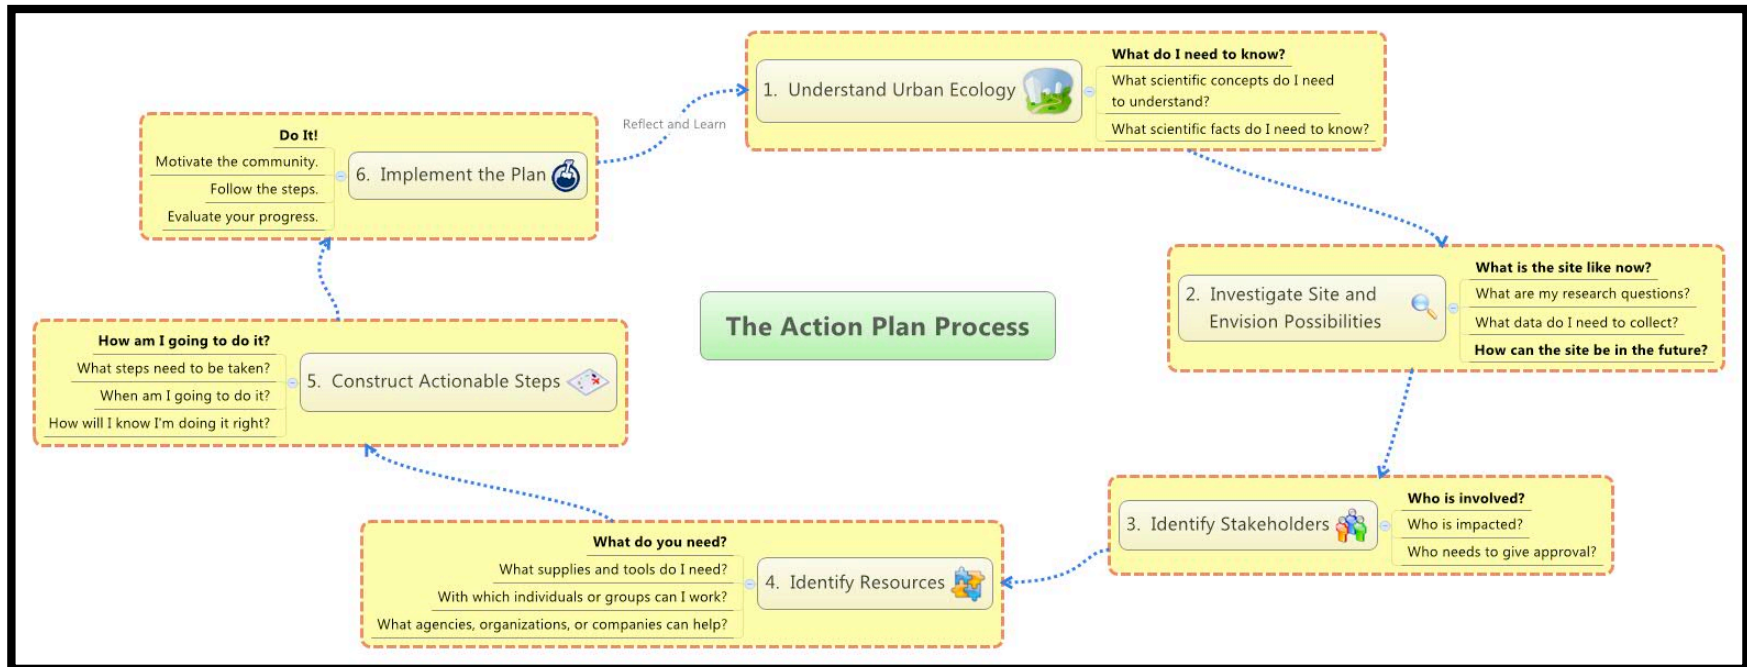 The Action Plan Process
1. Understand Urban Ecology
What do I need to know?
What scientific concepts do I need
to understand?
What scientific facts do I need to know?
2. Investigate Site and
Envision Possibilities
What is the site like now?
What are my research questions?
What data do I need to collect?
How can the site be in the future?
3. Identify Stakeholders
Who is involved?
Who is impacted?
Who needs to give approval?
4. Identify Resources
What do you need?
What supplies and tools do I need?
With which individuals or groups can I work?
What agencies, organizations, or companies can help?
5. Construct Actionable Steps
How am I going to do it?
What steps need to be taken?
When am I going to do it?
How will I know I'm doing it right?
6. Implement the Plan
Do It!
Motivate the community.
Follow the steps.
Evaluate your progress.
Reflect and Learn